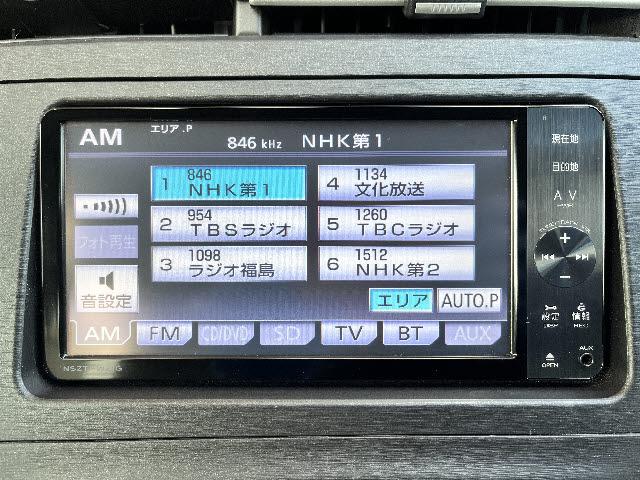 AM
エリア.P
846 kHz NHK第1
1 846 NHK第1
2 954 TBSラジオ
3 1098 ラジオ福島
4 1134 文化放送
5 1260 TBCラジオ
6 1512 NHK第2
フォト再生
音設定
エリア AUTO.P
AM FM CD/DVD SD TV BT AUX
現在地
目的地
AV
+
−
設定 情報
DISP REC
AUX
OPEN